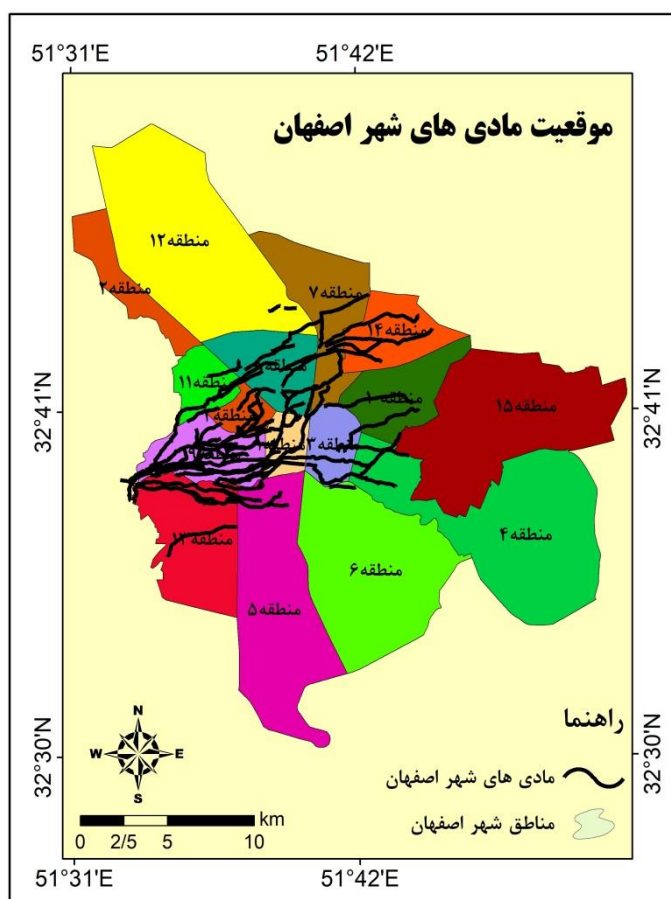 51°31'E 51°42'E
موقعیت مادی های شهر اصفهان
منطقه۱۲
منطقه۲
منطقه۷
منطقه۱۴
منطقه۱۱
منطقه۱۰
منطقه۱۵
32°41'N 32°41'N
منطقه۱
منطقه۳
منطقه۴
منطقه۱۳
منطقه۶
منطقه۵
راهنما
N
W E
S
32°30'N 32°30'N
مادی های شهر اصفهان
مناطق شهر اصفهان
km
0 2/5 5 10
51°31'E 51°42'E